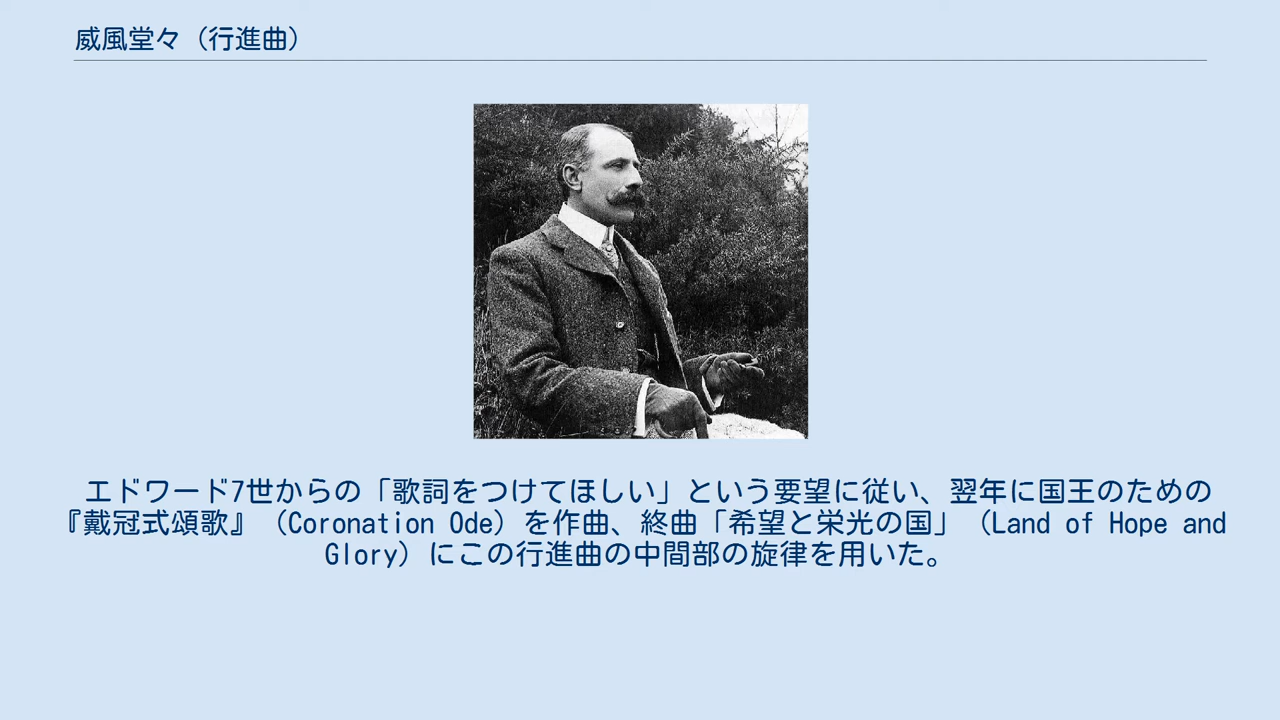 威風堂々（行進曲）
エドワード7世からの「歌詞をつけてほしい」という要望に従い、翌年に国王のための
『戴冠式頌歌』（Coronation Ode）を作曲、終曲「希望と栄光の国」（Land of Hope and
Glory）にこの行進曲の中間部の旋律を用いた。